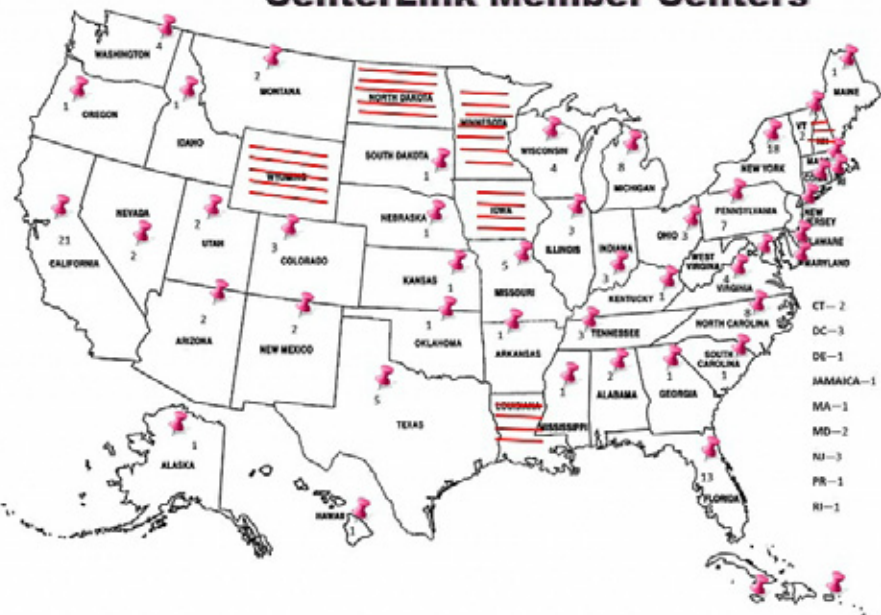 CenterLink Member Centers
WASHINGTON
4
OREGON
1
IDAHO
1
MONTANA
2
NORTH DAKOTA
MINNESOTA
WISCONSIN
4
MICHIGAN
8
MAINE
1
VT
2
NH
NEW YORK
18
RI
WYOMING
SOUTH DAKOTA
1
IOWA
NEBRASKA
1
NEVADA
2
UTAH
2
COLORADO
3
CALIFORNIA
21
KANSAS
1
MISSOURI
5
ILLINOIS
3
INDIANA
3
OHIO
3
PENNSYLVANIA
7
NEW
JERSEY
DC
MARYLAND
WEST
VIRGINIA
VIRGINIA
4
KENTUCKY
1
TENNESSEE
3
NORTH CAROLINA
8
SOUTH
CAROLINA
1
ARIZONA
2
NEW MEXICO
2
OKLAHOMA
1
ARKANSAS
1
TEXAS
5
LOUISIANA
MISSISSIPPI
1
ALABAMA
2
GEORGIA
1
FLORIDA
13
ALASKA
1
HAWAII
1
CT—2
DC—3
DE—1
JAMAICA—1
MA—1
MD—2
NJ—3
PR—1
RI—1